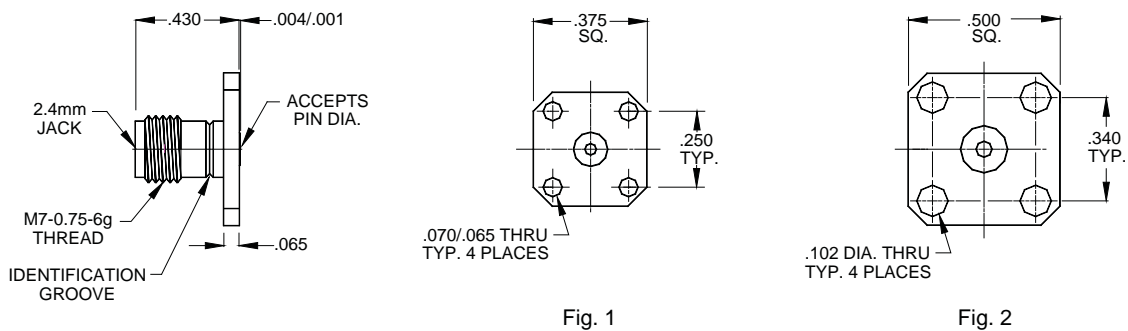 .430
.004/.001
2.4mm
JACK
ACCEPTS
PIN DIA.
M7-0.75-6g
THREAD
.065
IDENTIFICATION
GROOVE
.375
SQ.
.250
TYP.
.070/.065 THRU
TYP. 4 PLACES
Fig. 1
.500
SQ.
.340
TYP.
.102 DIA. THRU
TYP. 4 PLACES
Fig. 2